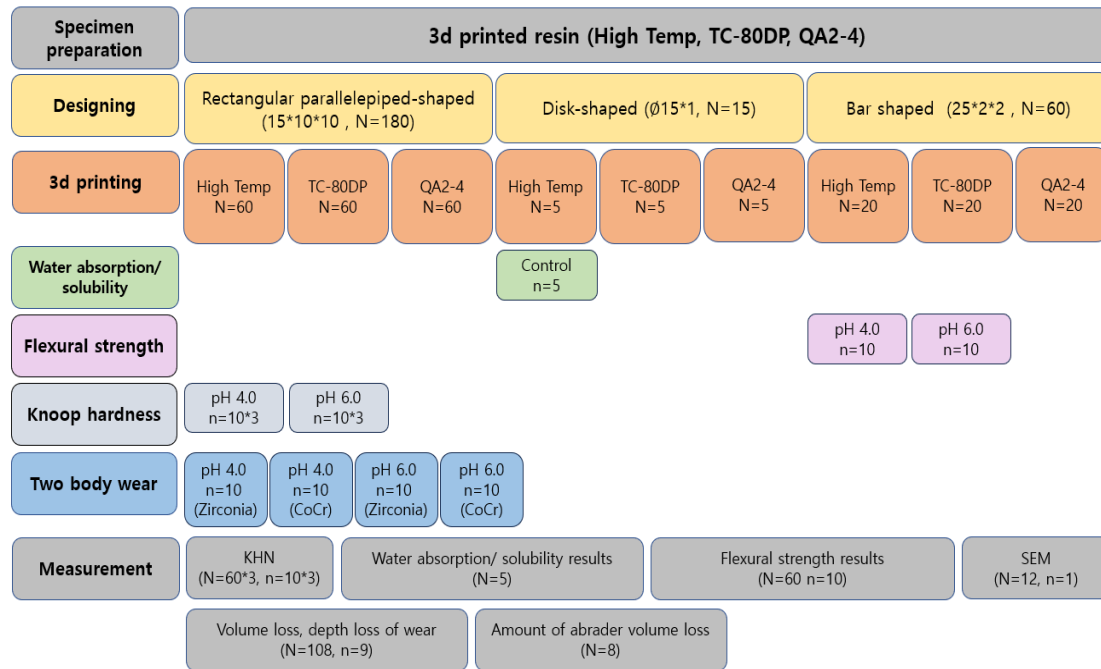 Specimen
preparation
3d printed resin (High Temp, TC-80DP, QA2-4)
Designing
Rectangular parallelepiped-shaped
(15*10*10 , N=180)
Disk-shaped (Ø15*1, N=15)
Bar shaped (25*2*2 , N=60)
3d printing
High Temp
N=60
TC-80DP
N=60
QA2-4
N=60
High Temp
N=5
TC-80DP
N=5
QA2-4
N=5
High Temp
N=20
TC-80DP
N=20
QA2-4
N=20
Water absorption/
solubility
Control
n=5
Flexural strength
pH 4.0
n=10
pH 6.0
n=10
Knoop hardness
pH 4.0
n=10*3
pH 6.0
n=10*3
Two body wear
pH 4.0
n=10
(Zirconia)
pH 4.0
n=10
(CoCr)
pH 6.0
n=10
(Zirconia)
pH 6.0
n=10
(CoCr)
Measurement
KHN
(N=60*3, n=10*3)
Water absorption/ solubility results
(N=5)
Flexural strength results
(N=60 n=10)
SEM
(N=12, n=1)
Volume loss, depth loss of wear
(N=108, n=9)
Amount of abrader volume loss
(N=8)